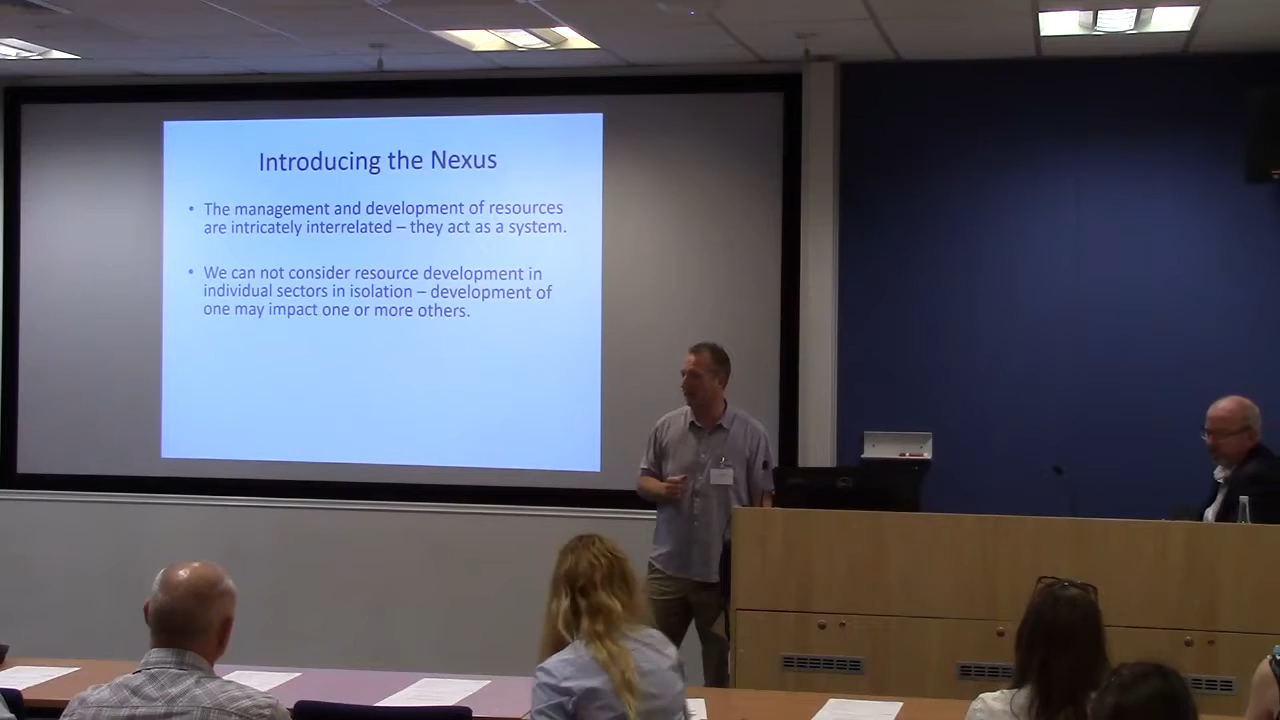 Introducing the Nexus
• The management and development of resources
are intricately interrelated – they act as a system.
• We can not consider resource development in
individual sectors in isolation – development of
one may impact one or more others.